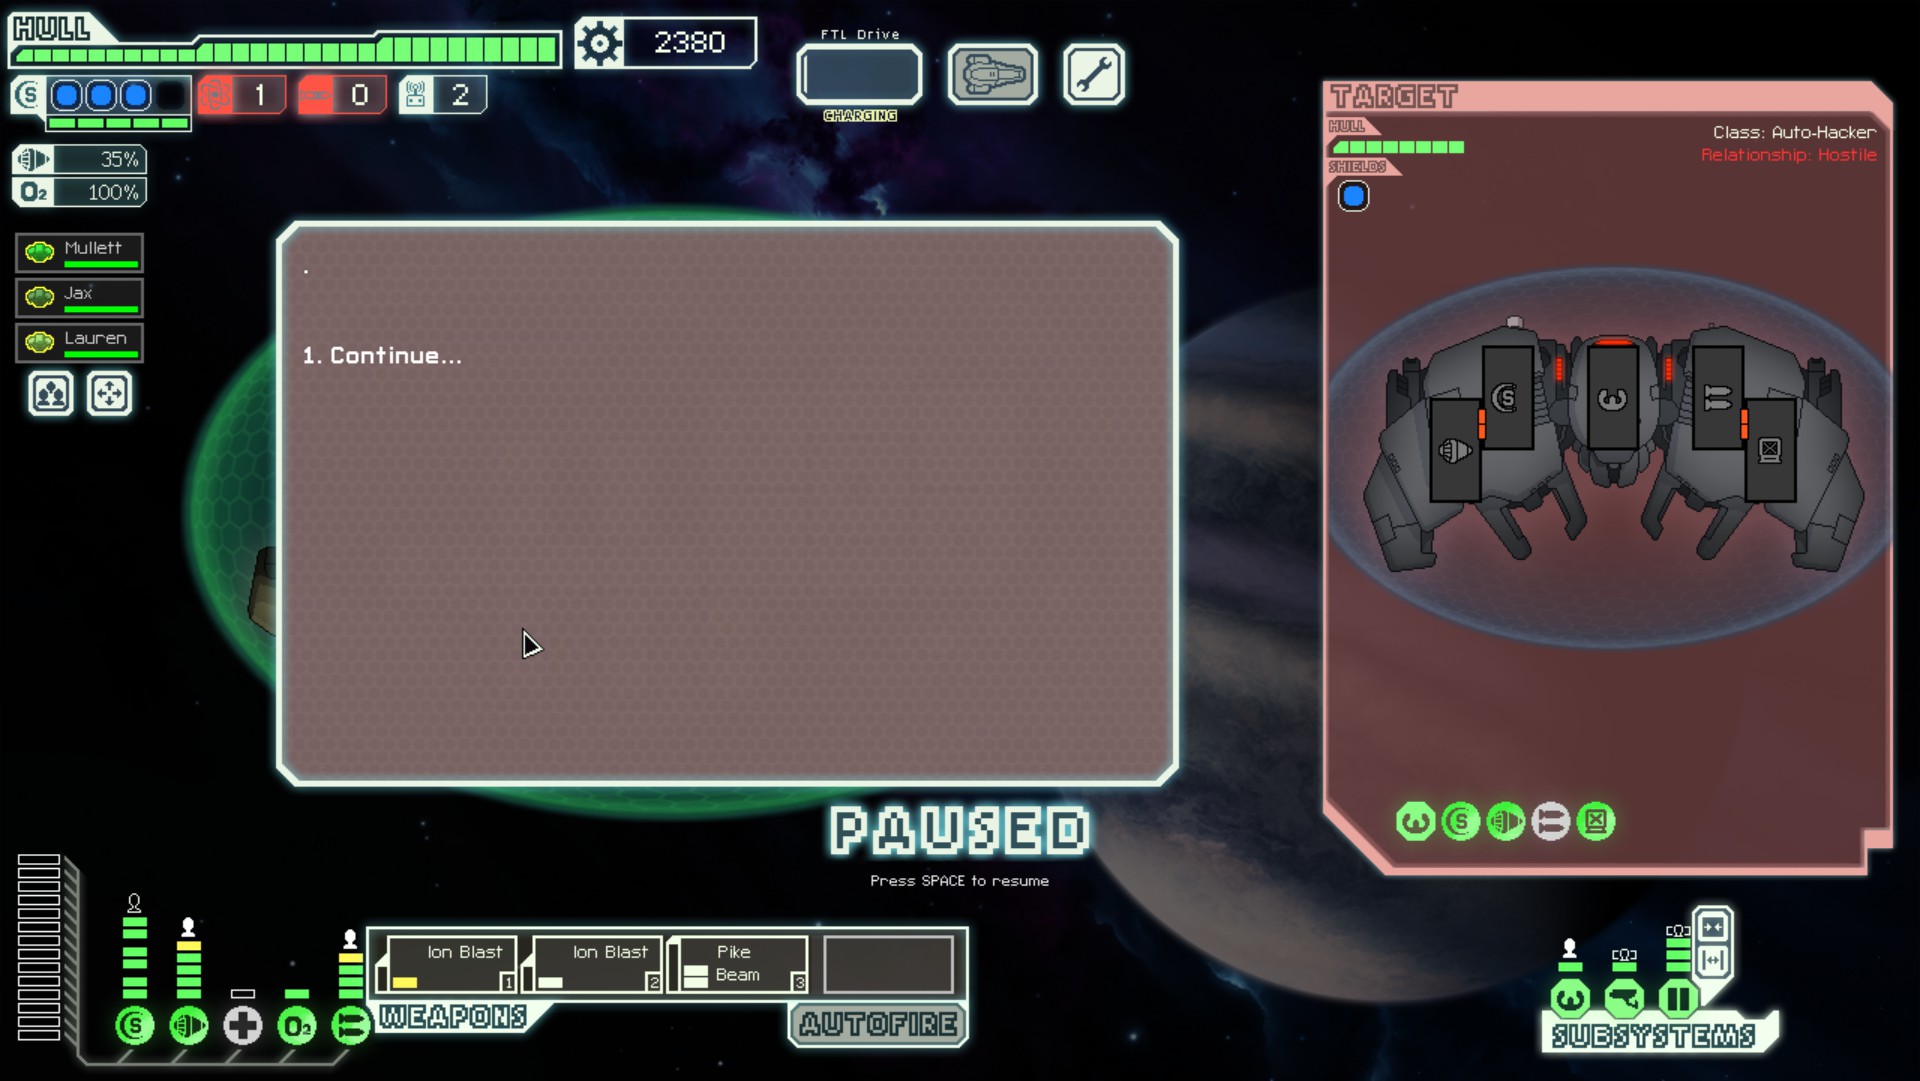 HULL
2380
FTL Drive
CHARGING
1
0
2
35%
O2 100%
Mullett
Jax
Lauren
.
1. Continue...
TARGET
HULL
Class: Auto-Hacker
Relationship: Hostile
SHIELDS
PAUSED
Press SPACE to resume
Ion Blast
1
Ion Blast
2
Pike
Beam
3
WEAPONS
AUTOFIRE
O2
SUBSYSTEMS